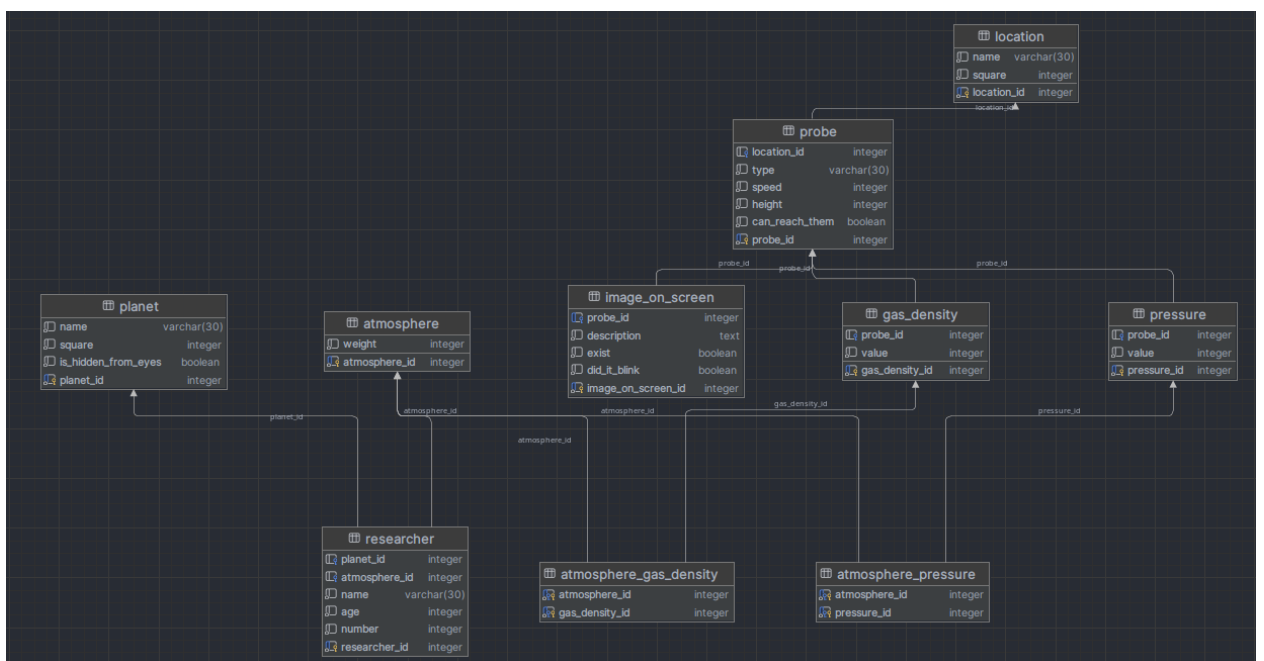 location
name varchar(30)
square integer
location_id integer
location_id
probe
location_id integer
type varchar(30)
speed integer
height integer
can_reach_them boolean
probe_id integer
probe_id
probe_id
probe_id
planet
name varchar(30)
square integer
is_hidden_from_eyes boolean
planet_id integer
atmosphere
weight integer
atmosphere_id integer
image_on_screen
probe_id integer
description text
exist boolean
did_it_blink boolean
image_on_screen_id integer
gas_density
probe_id integer
value integer
gas_density_id integer
pressure
probe_id integer
value integer
pressure_id integer
planet_id
atmosphere_id
atmosphere_id
gas_density_id
pressure_id
atmosphere_id
researcher
planet_id integer
atmosphere_id integer
name varchar(30)
age integer
number integer
researcher_id integer
atmosphere_gas_density
atmosphere_id integer
gas_density_id integer
atmosphere_pressure
atmosphere_id integer
pressure_id integer